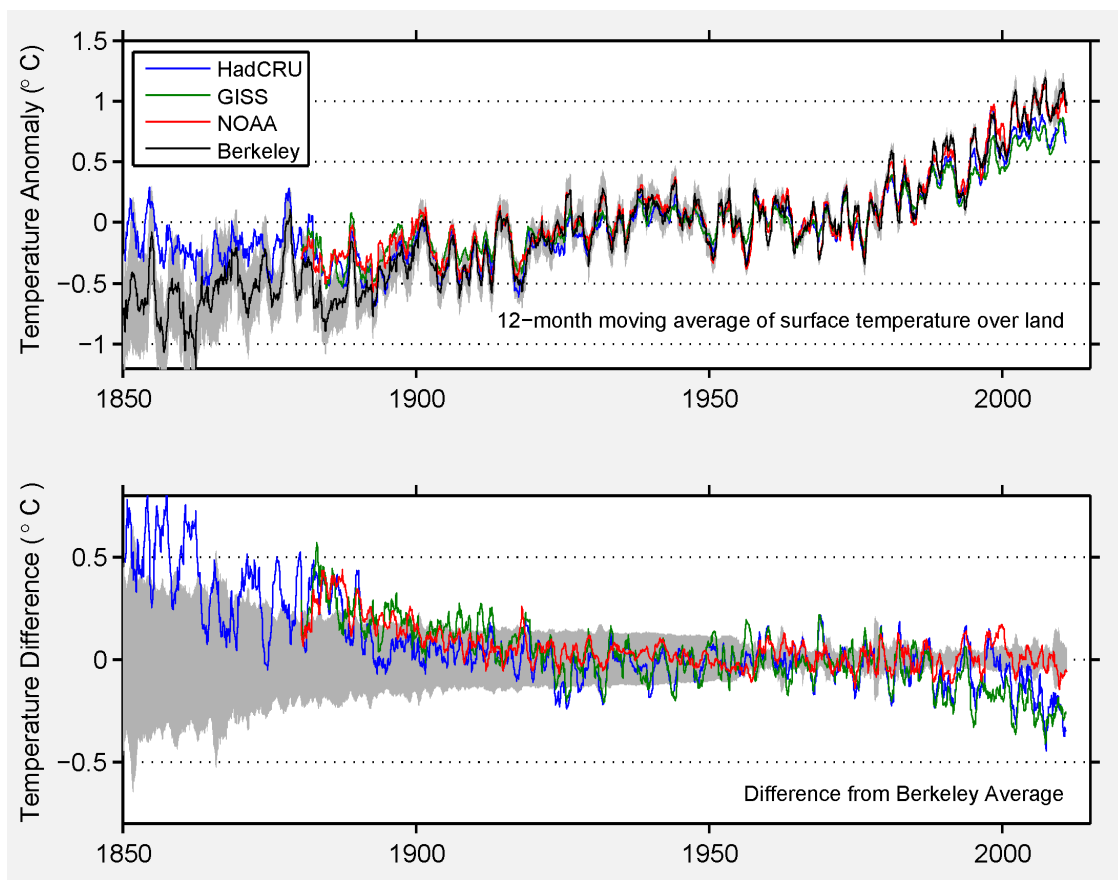 Temperature Anomaly (° C)
1.5
1
0.5
0
−0.5
−1
HadCRU
GISS
NOAA
Berkeley
12−month moving average of surface temperature over land
1850
1900
1950
2000
Temperature Difference ( ° C )
0.5
0
−0.5
Difference from Berkeley Average
1850
1900
1950
2000